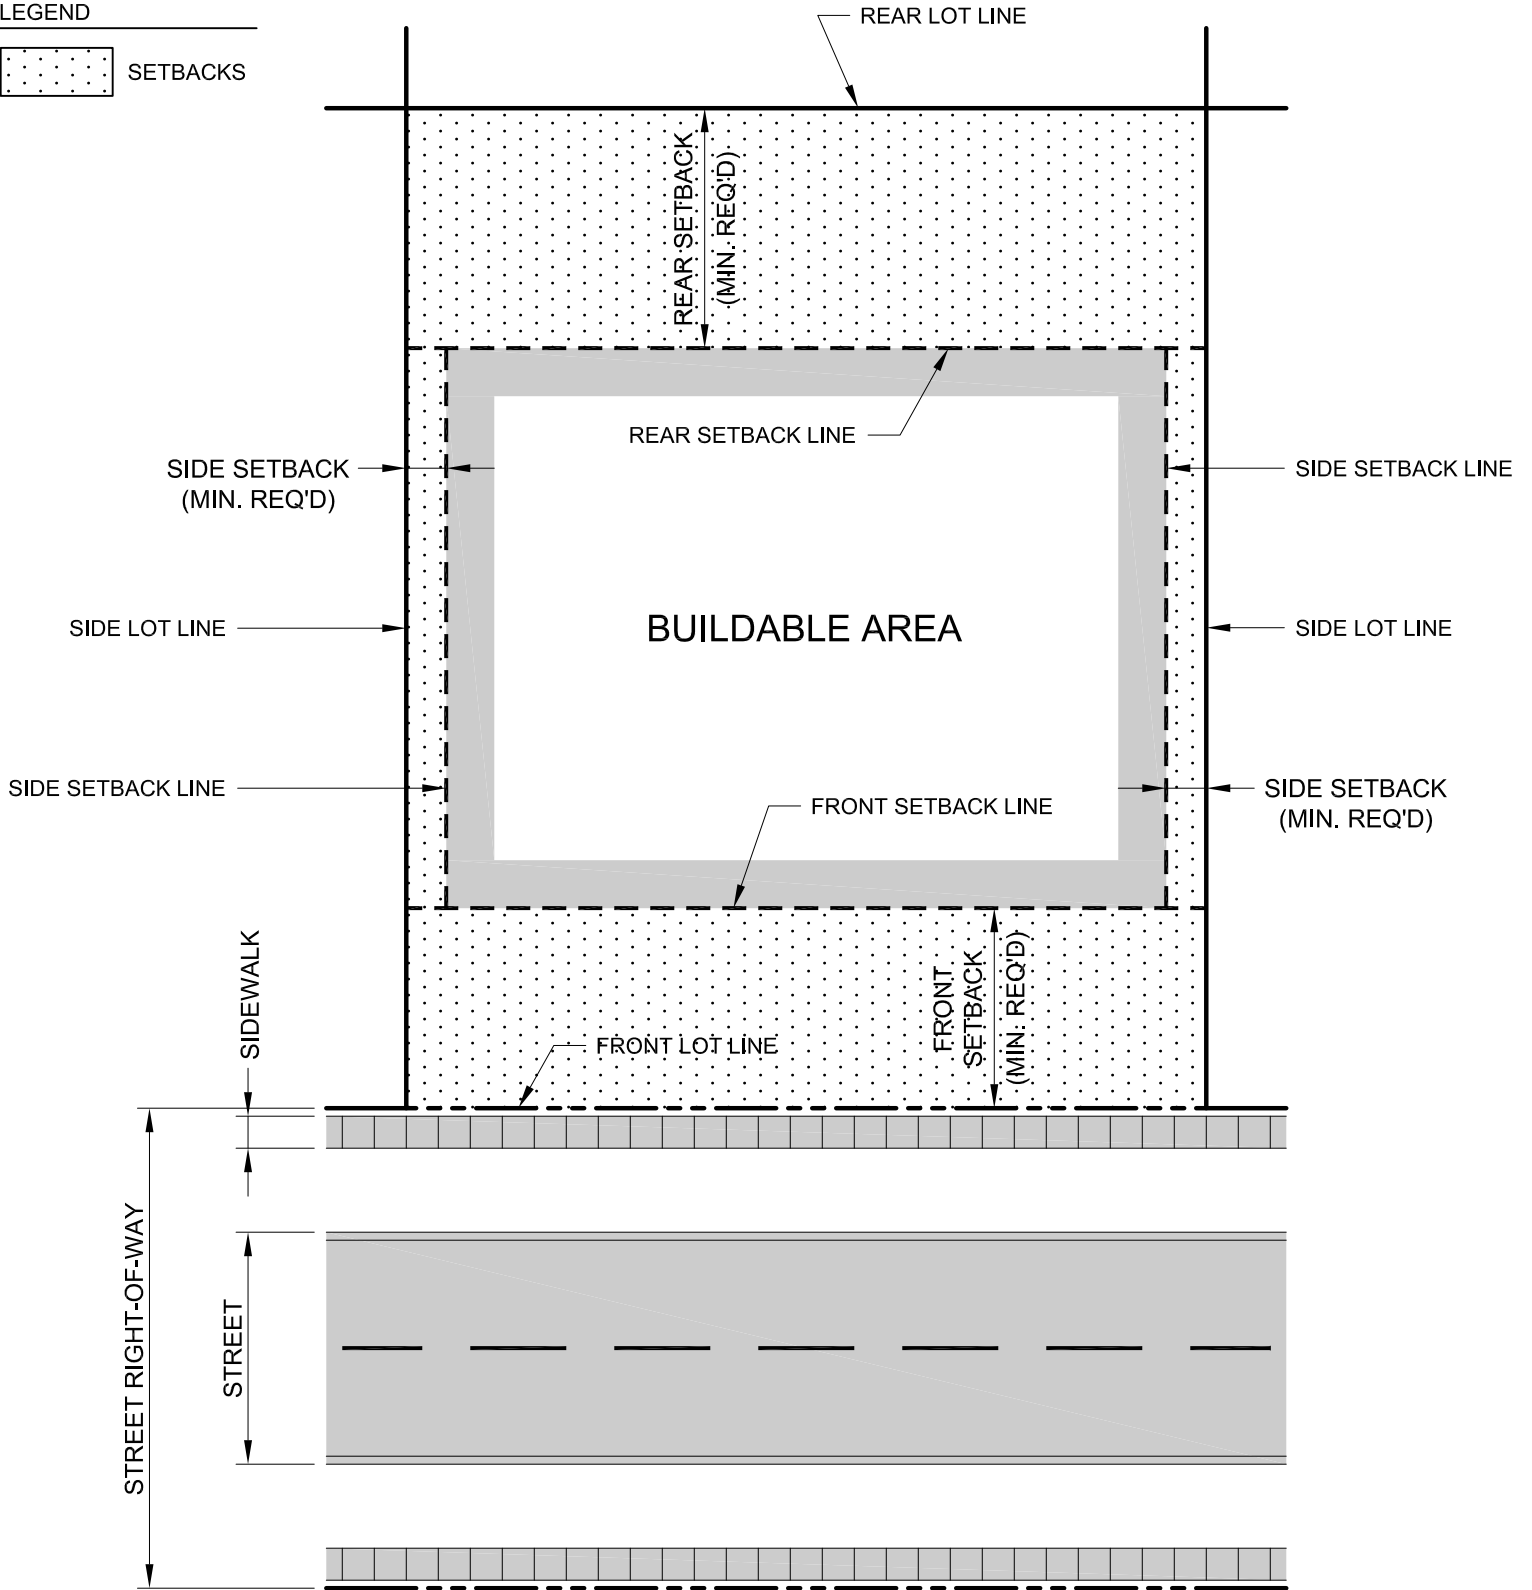 LEGEND
SETBACKS
REAR LOT LINE
REAR SETBACK
(MIN. REQ'D)
REAR SETBACK LINE
SIDE SETBACK
(MIN. REQ'D)
SIDE SETBACK LINE
BUILDABLE AREA
SIDE LOT LINE
SIDE LOT LINE
SIDE SETBACK LINE
FRONT SETBACK LINE
SIDE SETBACK
(MIN. REQ'D)
SIDEWALK
FRONT
SETBACK
(MIN. REQ'D)
FRONT LOT LINE
STREET RIGHT-OF-WAY
STREET